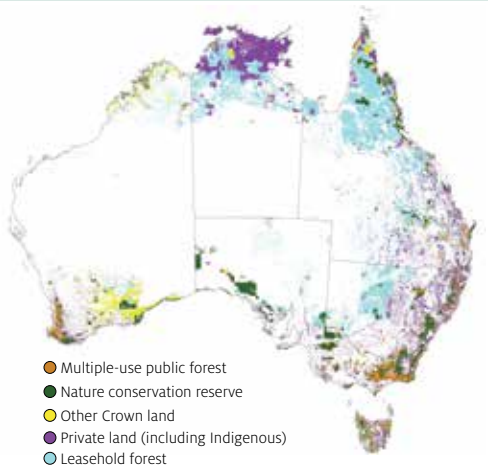 Multiple-use public forest
Nature conservation reserve
Other Crown land
Private land (including Indigenous)
Leasehold forest